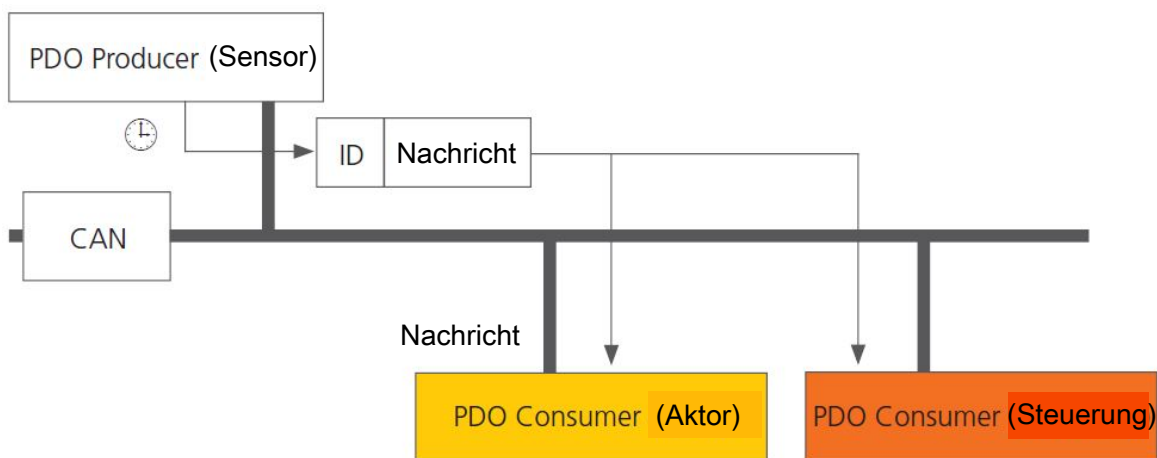 PDO Producer (Sensor)
ID Nachricht
CAN
Nachricht
PDO Consumer (Aktor)
PDO Consumer (Steuerung)